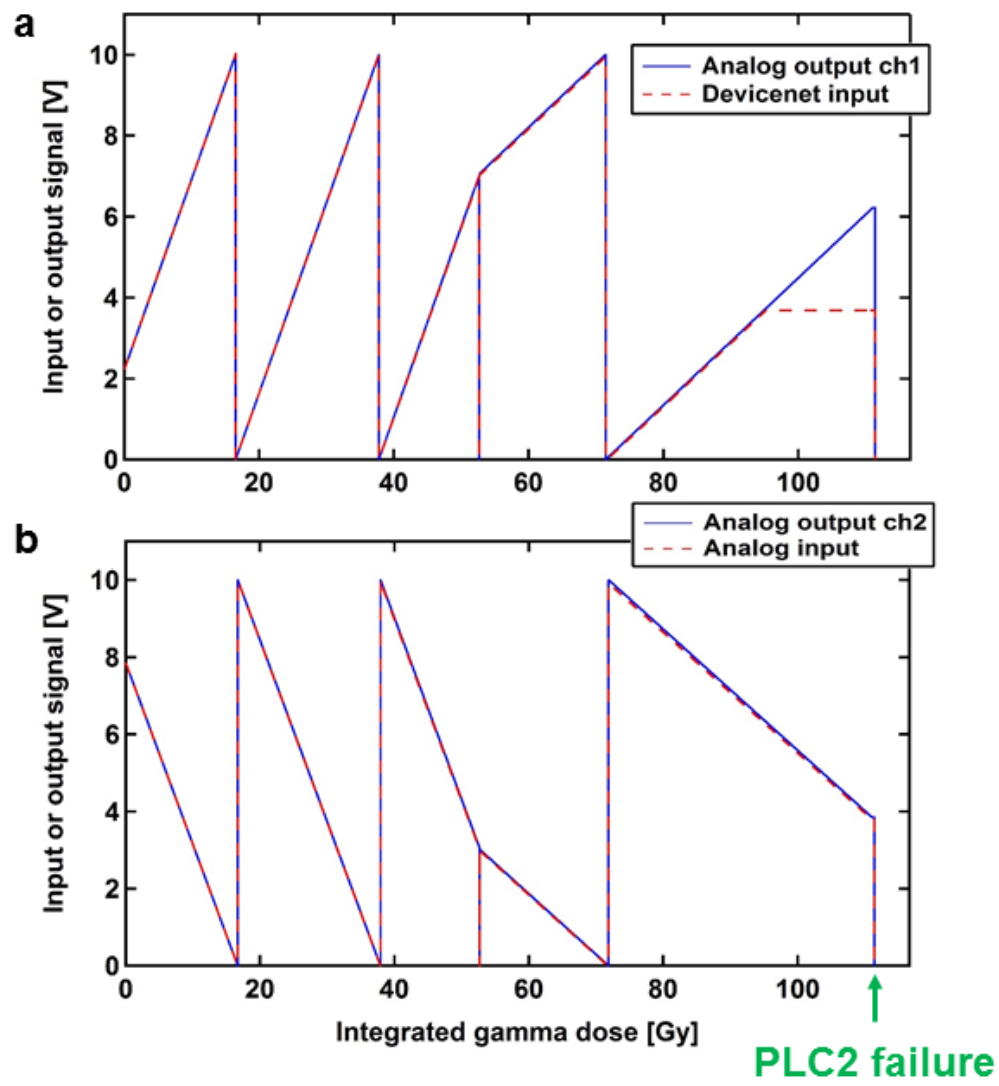 a
Input or output signal [V]
10
8
6
4
2
0
Analog output ch1
Devicenet input
0 20 40 60 80 100
b
Input or output signal [V]
10
8
6
4
2
0
Analog output ch2
Analog input
0 20 40 60 80 100
Integrated gamma dose [Gy]
PLC2 failure